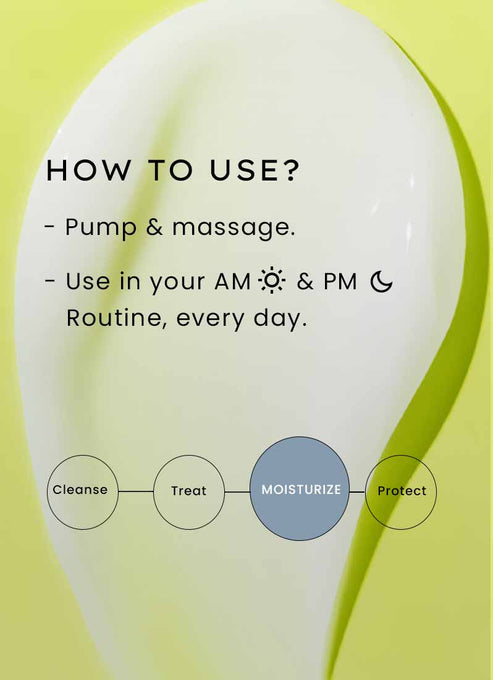 HOW TO USE?
- Pump & massage.
- Use in your AM & PM
Routine, every day.
Cleanse
Treat
MOISTURIZE
Protect